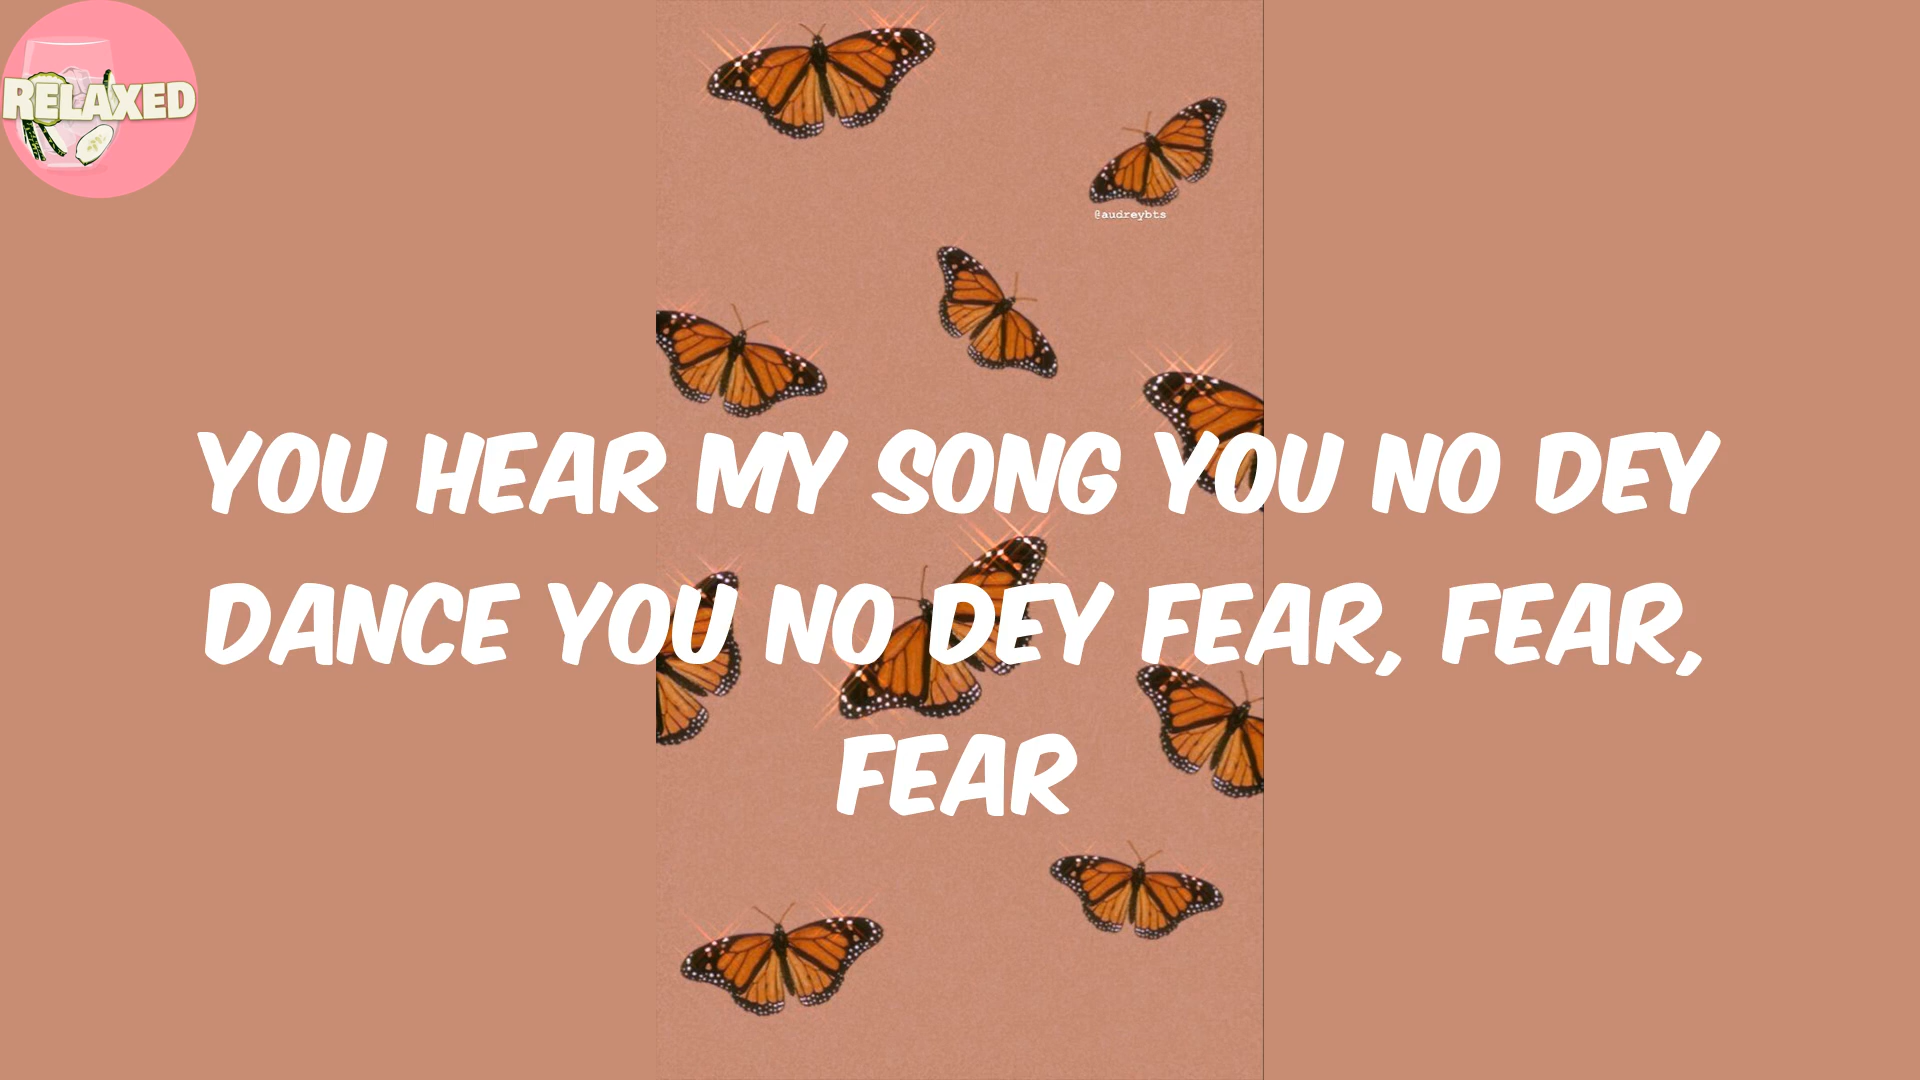 RELAXED
@audreybts
YOU HEAR MY SONG YOU NO DEY
DANCE YOU NO DEY FEAR, FEAR,
FEAR